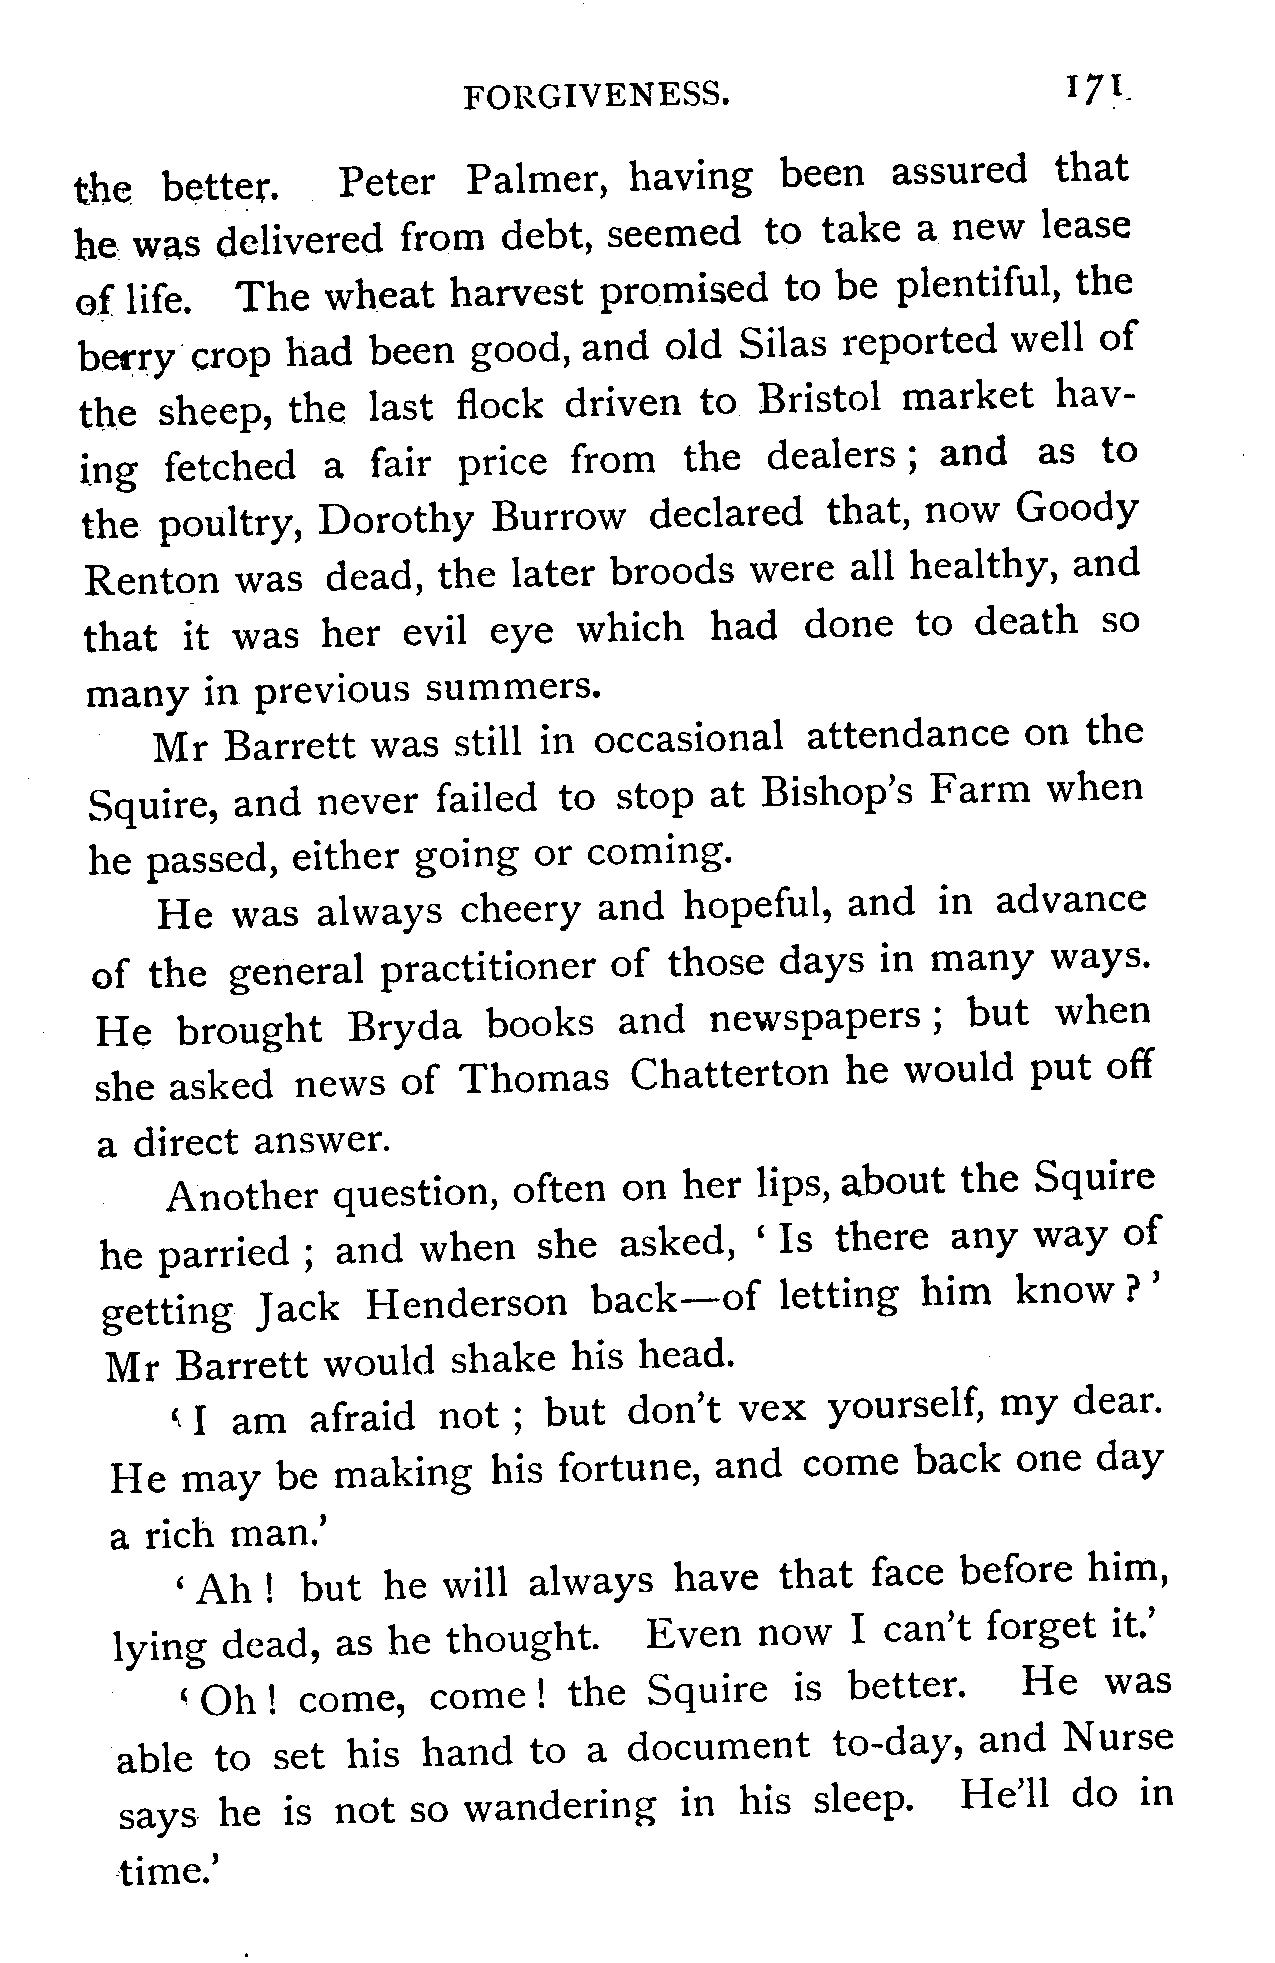 FORGIVENESS. 171
the better. Peter Palmer, having been assured that
he was delivered from debt, seemed to take a new lease
of life. The wheat harvest promised to be plentiful, the
berry crop had been good, and old Silas reported well of
the sheep, the last flock driven to Bristol market hav-
ing fetched a fair price from the dealers ; and as to
the poultry, Dorothy Burrow declared that, now Goody
Renton was dead, the later broods were all healthy, and
that it was her evil eye which had done to death so
many in previous summers.
Mr Barrett was still in occasional attendance on the
Squire, and never failed to stop at Bishop's Farm when
he passed, either going or coming.
He was always cheery and hopeful, and in advance
of the general practitioner of those days in many ways.
He brought Bryda books and newspapers ; but when
she asked news of Thomas Chatterton he would put off
a direct answer.
Another question, often on her lips, about the Squire
he parried ; and when she asked, ‘ Is there any way of
getting Jack Henderson back—of letting him know ? ’
Mr Barrett would shake his head.
‘ I am afraid not ; but don't vex yourself, my dear.
He may be making his fortune, and come back one day
a rich man.’
‘ Ah ! but he will always have that face before him,
lying dead, as he thought. Even now I can't forget it.’
‘ Oh ! come, come ! the Squire is better. He was
able to set his hand to a document to-day, and Nurse
says he is not so wandering in his sleep. He'll do in
time.’